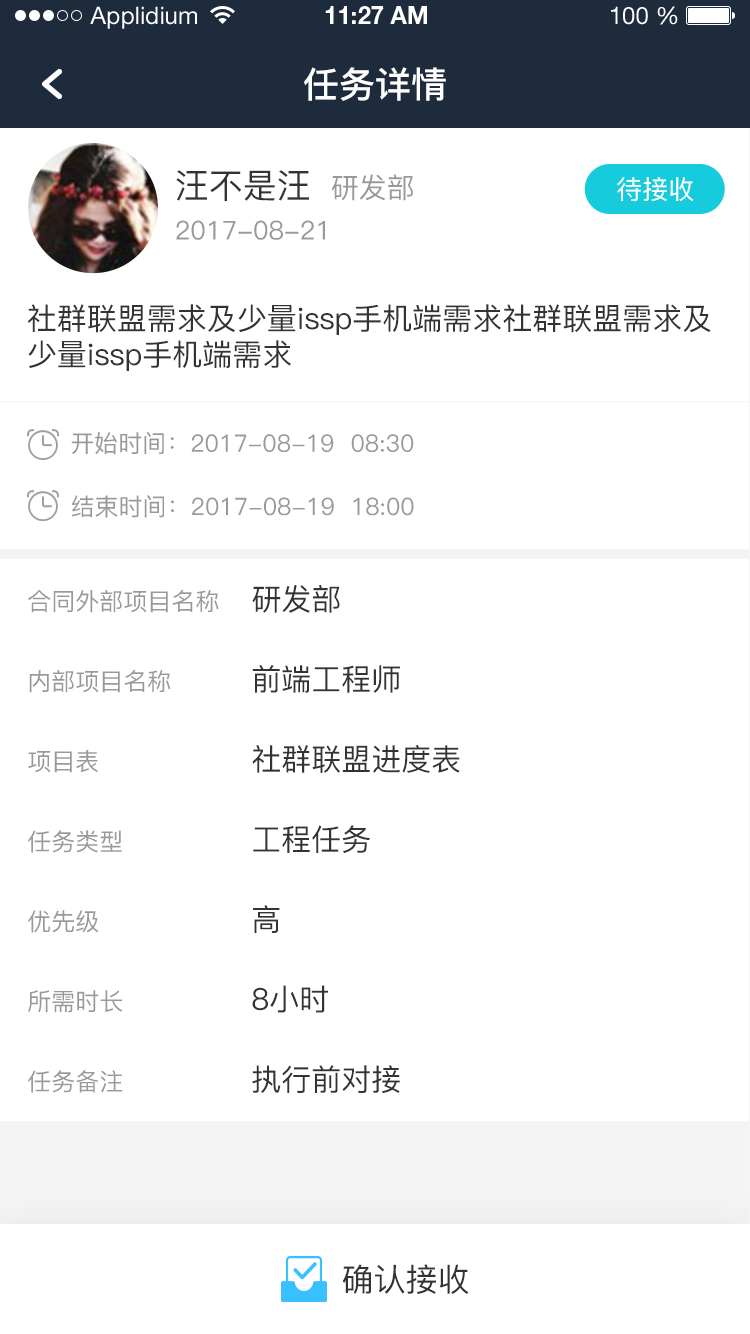 Applidium 11:27 AM 100 %
任务详情
汪不是汪 研发部 待接收
2017-08-21
社群联盟需求及少量issp手机端需求社群联盟需求及
少量issp手机端需求
开始时间：2017-08-19 08:30
结束时间：2017-08-19 18:00
合同外部项目名称 研发部
内部项目名称 前端工程师
项目表 社群联盟进度表
任务类型 工程任务
优先级 高
所需时长 8小时
任务备注 执行前对接
确认接收